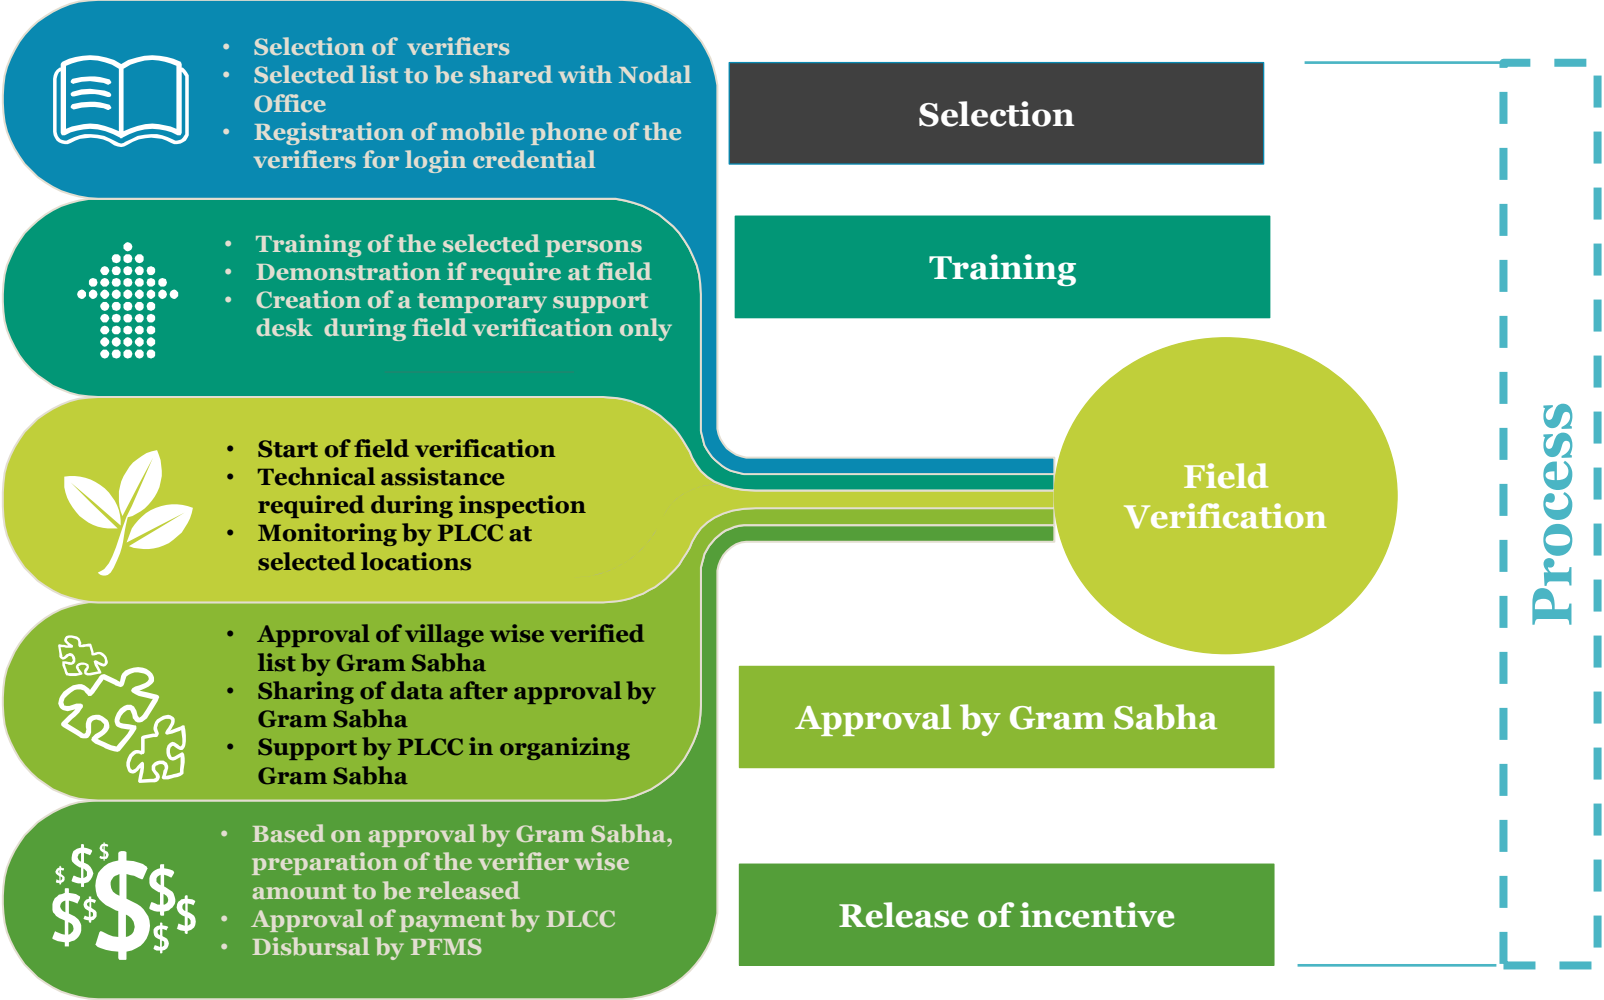 • Selection of  verifiers
• Selected list to be shared with Nodal
Office
• Registration of mobile phone of the
verifiers for login credential
Selection
• Training of the selected persons
• Demonstration if require at field
• Creation of a temporary support
desk  during field verification only
Training
• Start of field verification
• Technical assistance
required during inspection
• Monitoring by PLCC at
selected locations
Field
Verification
• Approval of village wise verified
list by Gram Sabha
• Sharing of data after approval by
Gram Sabha
• Support by PLCC in organizing
Gram Sabha
Approval by Gram Sabha
• Based on approval by Gram Sabha,
preparation of the verifier wise
amount to be released
• Approval of payment by DLCC
• Disbursal by PFMS
Release of incentive
Process